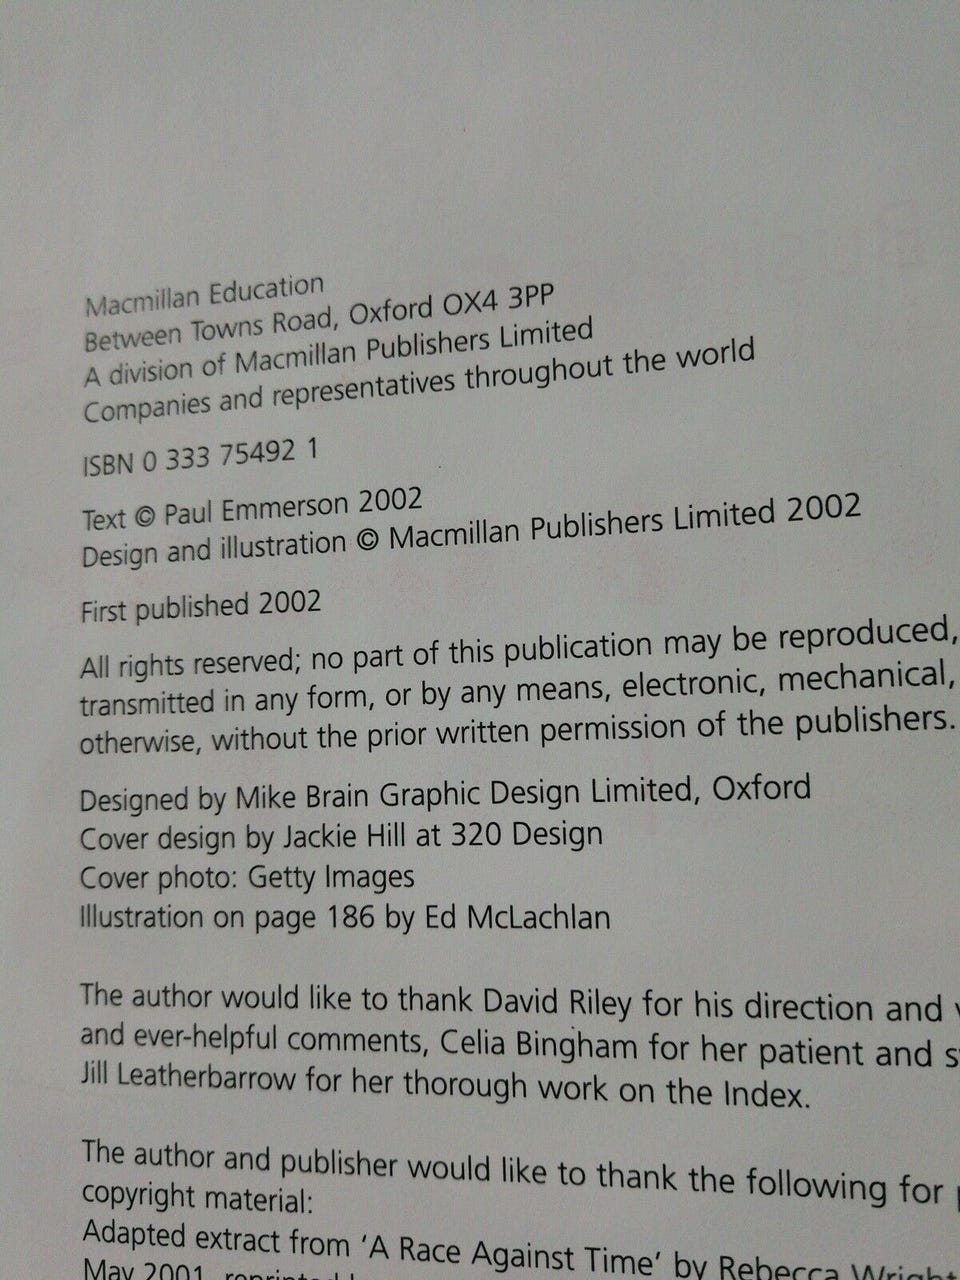 Macmillan Education
Between Towns Road, Oxford OX4 3PP
A division of Macmillan Publishers Limited
Companies and representatives throughout the world
ISBN 0 333 75492 1
Text © Paul Emmerson 2002
Design and illustration © Macmillan Publishers Limited 2002
First published 2002
All rights reserved; no part of this publication may be reproduced,
transmitted in any form, or by any means, electronic, mechanical,
otherwise, without the prior written permission of the publishers.
Designed by Mike Brain Graphic Design Limited, Oxford
Cover design by Jackie Hill at 320 Design
Cover photo: Getty Images
Illustration on page 186 by Ed McLachlan
The author would like to thank David Riley for his direction and
and ever-helpful comments, Celia Bingham for her patient and
Jill Leatherbarrow for her thorough work on the Index.
The author and publisher would like to thank the following for
copyright material:
Adapted extract from ‘A Race Against Time’ by Rebecca Wright
May 2001, reprinted